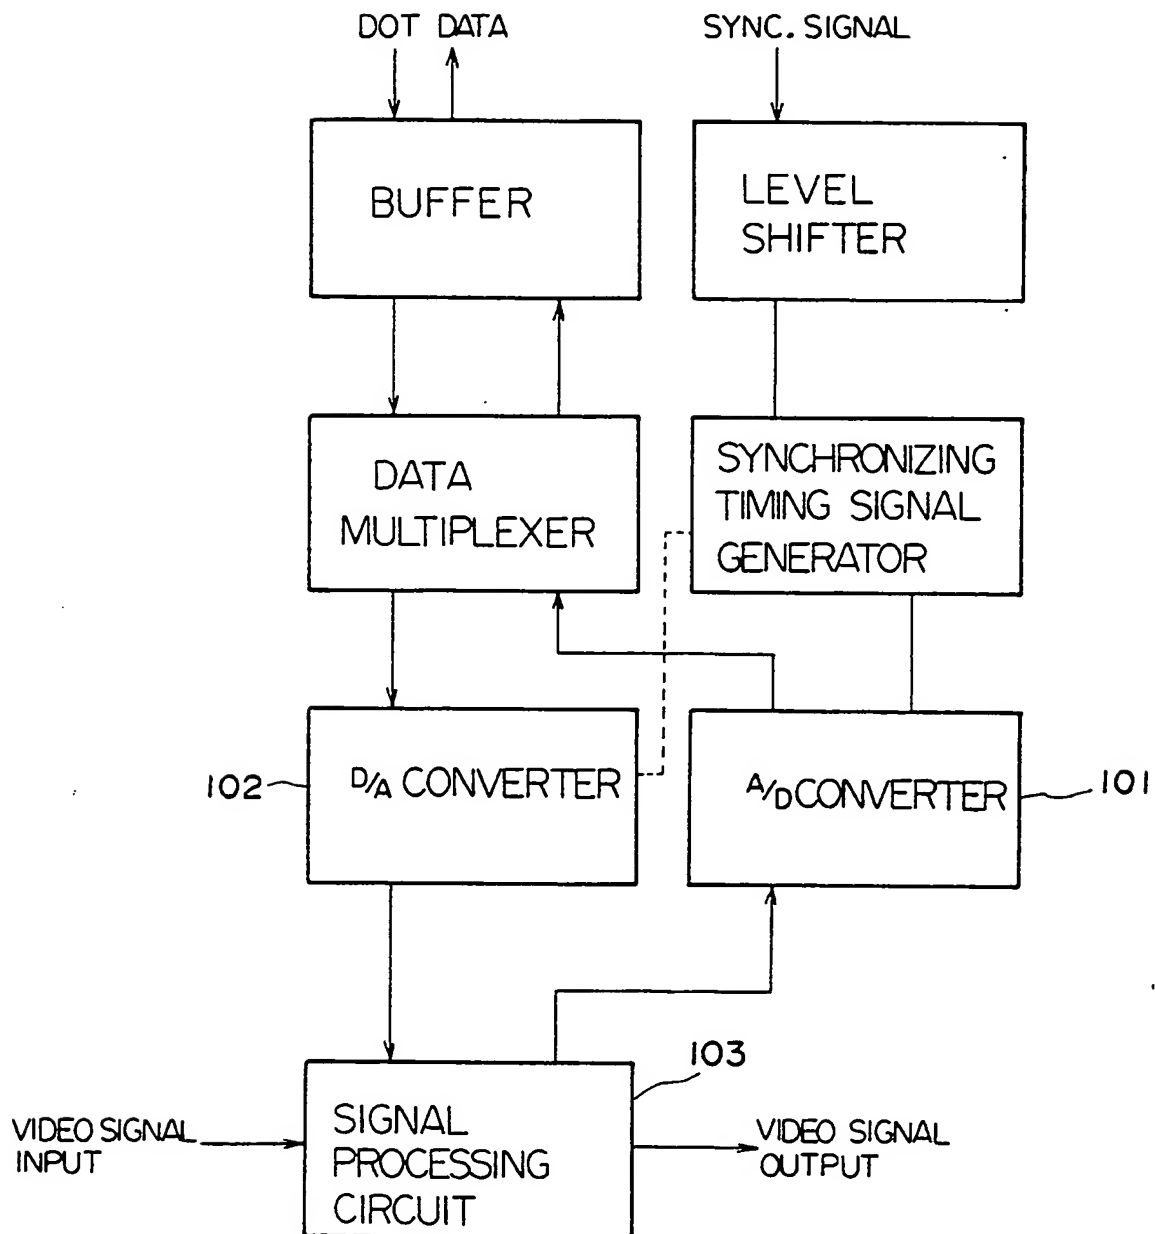 DOT DATA
SYNC. SIGNAL
BUFFER
LEVEL
SHIFTER
DATA
MULTIPLEXER
SYNCHRONIZING
TIMING SIGNAL
GENERATOR
102
D/A CONVERTER
A/D CONVERTER
101
103
VIDEO SIGNAL
INPUT
SIGNAL
PROCESSING
CIRCUIT
VIDEO SIGNAL
OUTPUT